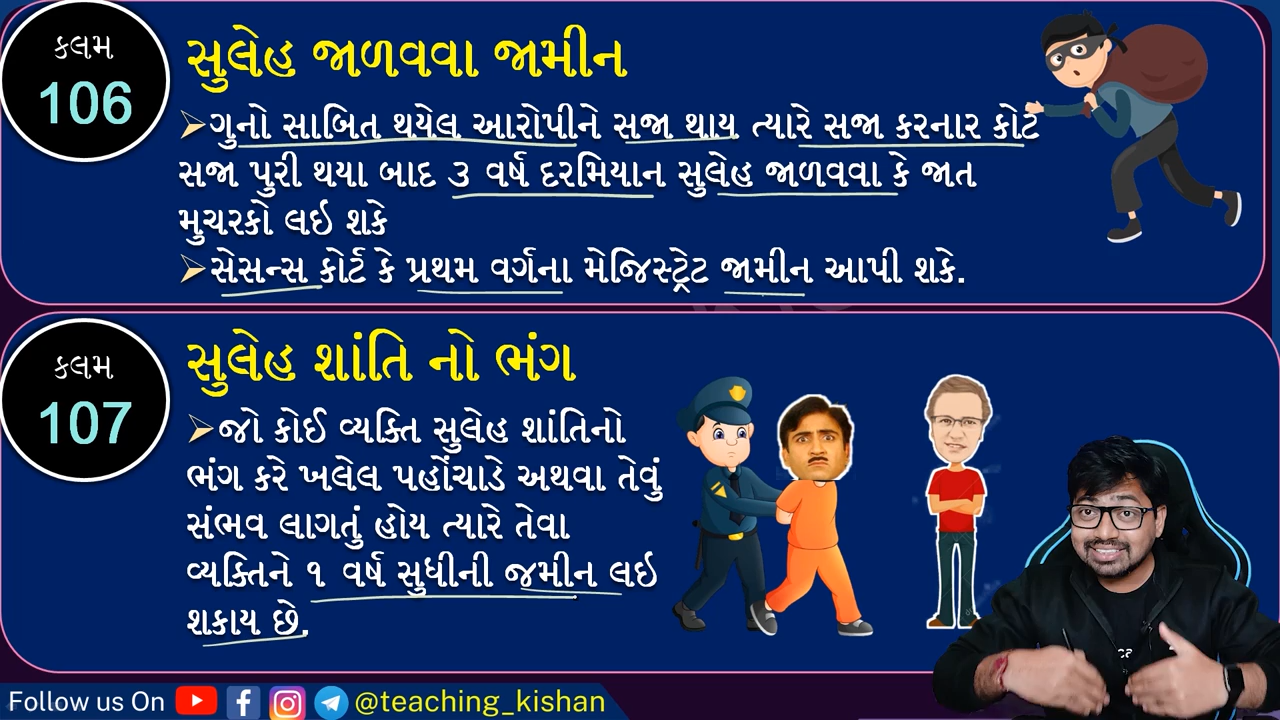 કલમ
106
સુલેહ જાળવવા જામીન
➢ગુનો સાબિત થયેલ આરોપીને સજા થાય ત્યારે સજા કરનાર કોર્ટ
સજા પુરી થયા બાદ ૩ વર્ષ દરમિયાન સુલેહ જાળવવા કે જાત
મુચરકો લઇ શકે
➢સેસન્સ કોર્ટ કે પ્રથમ વર્ગના મેજિસ્ટ્રેટ જામીન આપી શકે.
કલમ
107
સુલેહ શાંતિ નો ભંગ
➢જો કોઈ વ્યક્તિ સુલેહ શાંતિનો
ભંગ કરે ખલેલ પહોંચાડે અથવા તેવું
સંભવ લાગતું હોય ત્યારે તેવા
વ્યક્તિને ૧ વર્ષ સુધીની જમીન લઇ
શકાય છે.
Follow us On @teaching_kishan